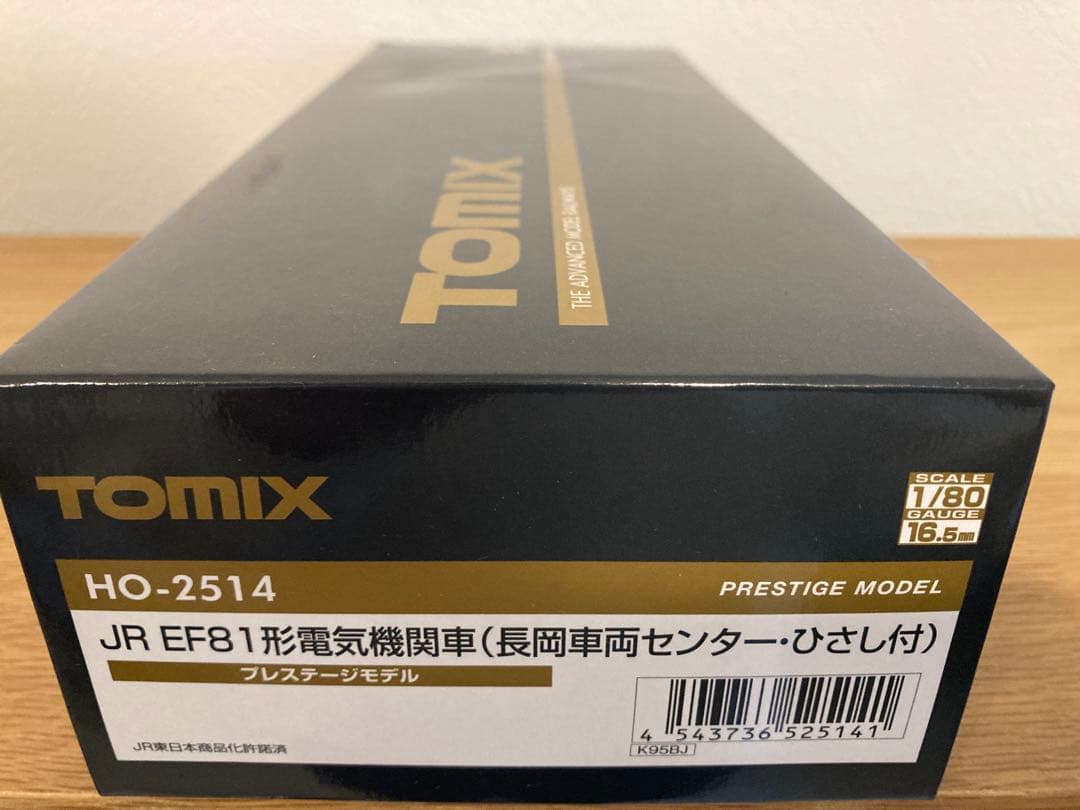 TOMIX
THE ADVANCED MODEL RAILWAYS
TOMIX
SCALE
1/80
GAUGE
16.5mm
HO-2514
PRESTIGE MODEL
JR EF81形電気機関車(長岡車両センター・ひさし付)
プレステージモデル
JR東日本商品化許諾済
4 543736 525141
K95BJ